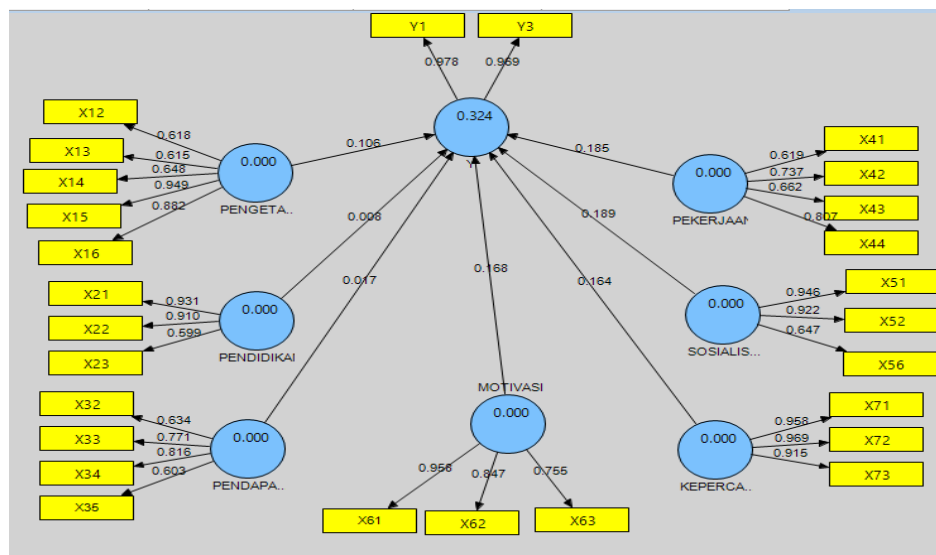 Y1
Y3
0.978
0.969
0.324
Y
X12
X13
X14
X15
X16
0.618
0.615
0.648
0.949
0.882
0.000
PENGETA..
0.106
X21
X22
X23
0.931
0.910
0.599
0.000
PENDIDIKAI
0.008
X32
X33
X34
X35
0.634
0.771
0.816
0.603
0.000
PENDAPA..
0.017
MOTIVASI
0.000
0.168
0.847
0.755
X61
X62
X63
0.185
0.000
PEKERJAAN
0.619
0.737
0.662
0.807
X41
X42
X43
X44
0.189
0.000
SOSIALIS...
0.946
0.922
0.647
X51
X52
X56
0.164
0.000
KEPERCA..
0.958
0.969
0.915
X71
X72
X73